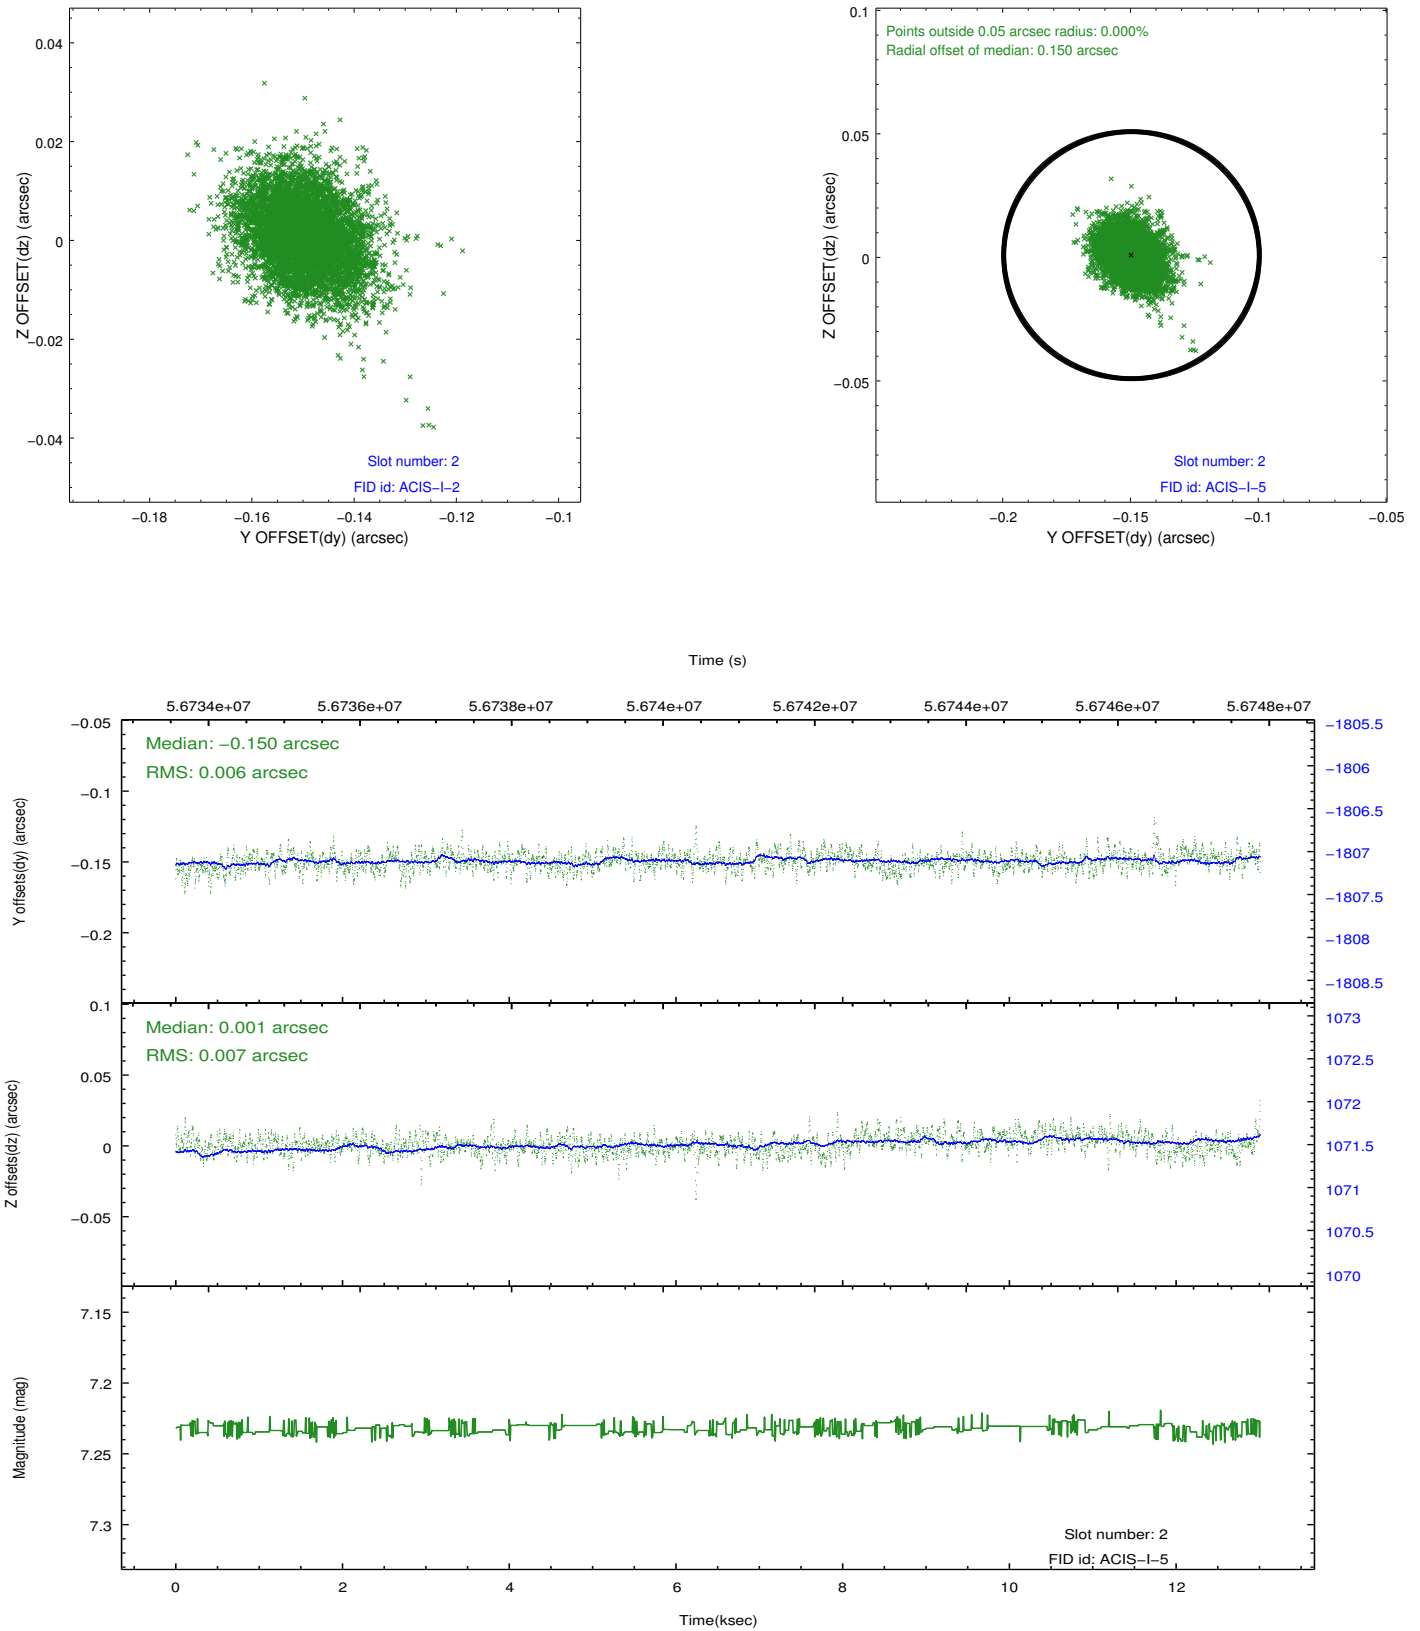 0.04
0.02
0
−0.02
−0.04
Z OFFSET(dz) (arcsec)
Slot number: 2
FID id: ACIS−I−2
−0.18
−0.16
−0.14
−0.12
−0.1
Y OFFSET(dy) (arcsec)
0.1
0.05
0
−0.05
Z OFFSET(dz) (arcsec)
Points outside 0.05 arcsec radius: 0.000%
Radial offset of median: 0.150 arcsec
Slot number: 2
FID id: ACIS−I−5
−0.2
−0.15
−0.1
−0.05
Y OFFSET(dy) (arcsec)
Time (s)
5.6734e+07
5.6736e+07
5.6738e+07
5.674e+07
5.6742e+07
5.6744e+07
5.6746e+07
5.6748e+07
−0.05
−0.1
−0.15
−0.2
Y offsets(dy) (arcsec)
Median: −0.150 arcsec
RMS: 0.006 arcsec
−1805.5
−1806
−1806.5
−1807
−1807.5
−1808
−1808.5
0.1
0.05
0
−0.05
Z offsets(dz) (arcsec)
Median: 0.001 arcsec
RMS: 0.007 arcsec
1073
1072.5
1072
1071.5
1071
1070.5
1070
7.15
7.2
7.25
7.3
Magnitude (mag)
Slot number: 2
FID id: ACIS−I−5
0
2
4
6
8
10
12
Time(ksec)